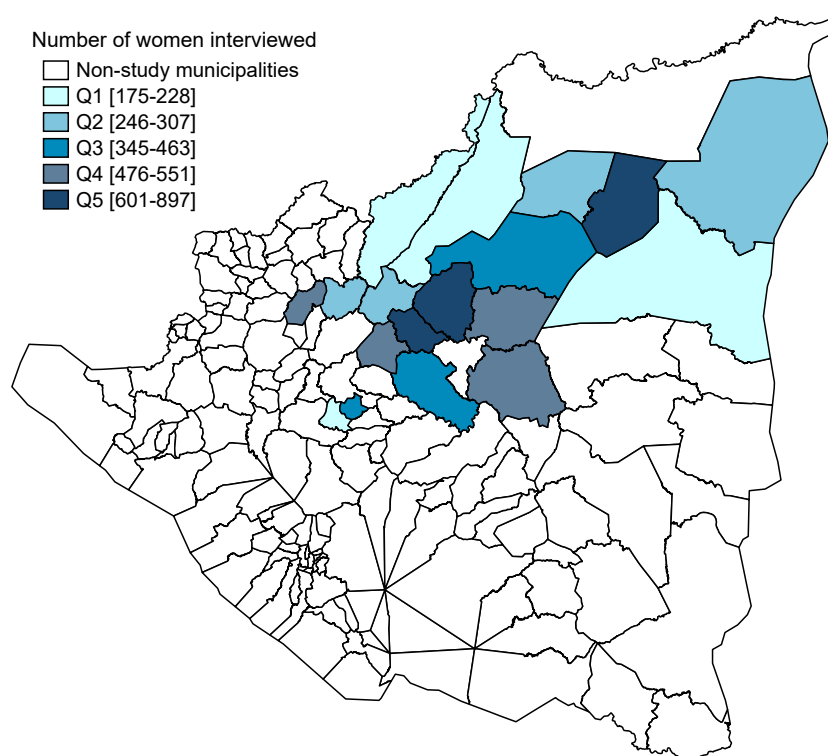 Number of women interviewed
Non-study municipalities
Q1 [175-228]
Q2 [246-307]
Q3 [345-463]
Q4 [476-551]
Q5 [601-897]